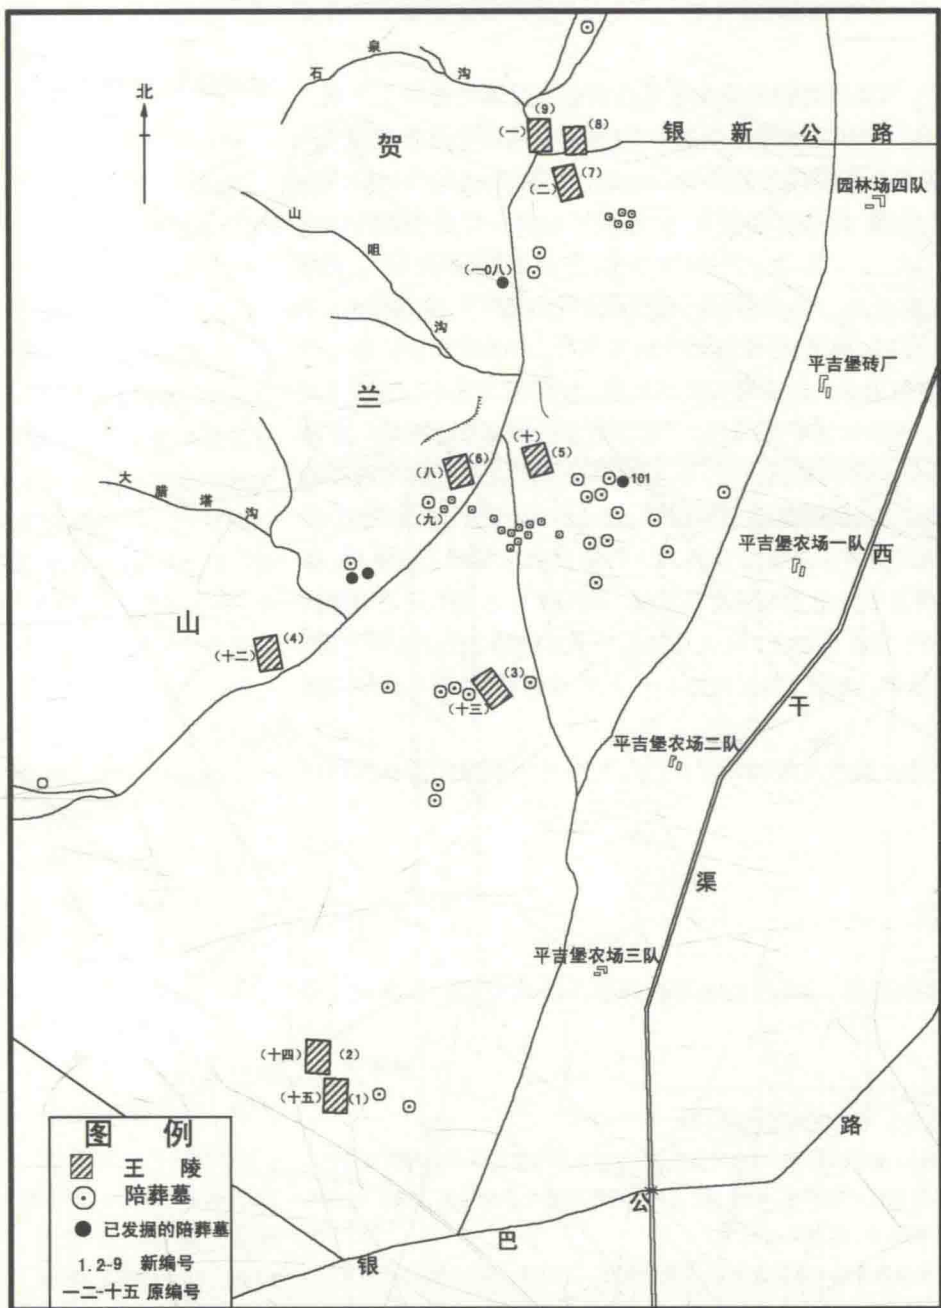 石泉沟
北
(9)
(一)
(8)
银新公路
贺
(7)
(二)
园林场四队
山咀沟
(一0八)
平吉堡砖厂
兰
(十)
(5)
(八)
(6)
101
大腊塔沟
(九)
平吉堡农场一队
西
山
(4)
(十二)
(3)
(十三)
干
平吉堡农场二队
渠
平吉堡农场三队
(十四)
(2)
(十五)
(1)
图 例
王 陵
陪葬墓
已发掘的陪葬墓
1.2-9 新编号
一二-十五 原编号
银巴公路